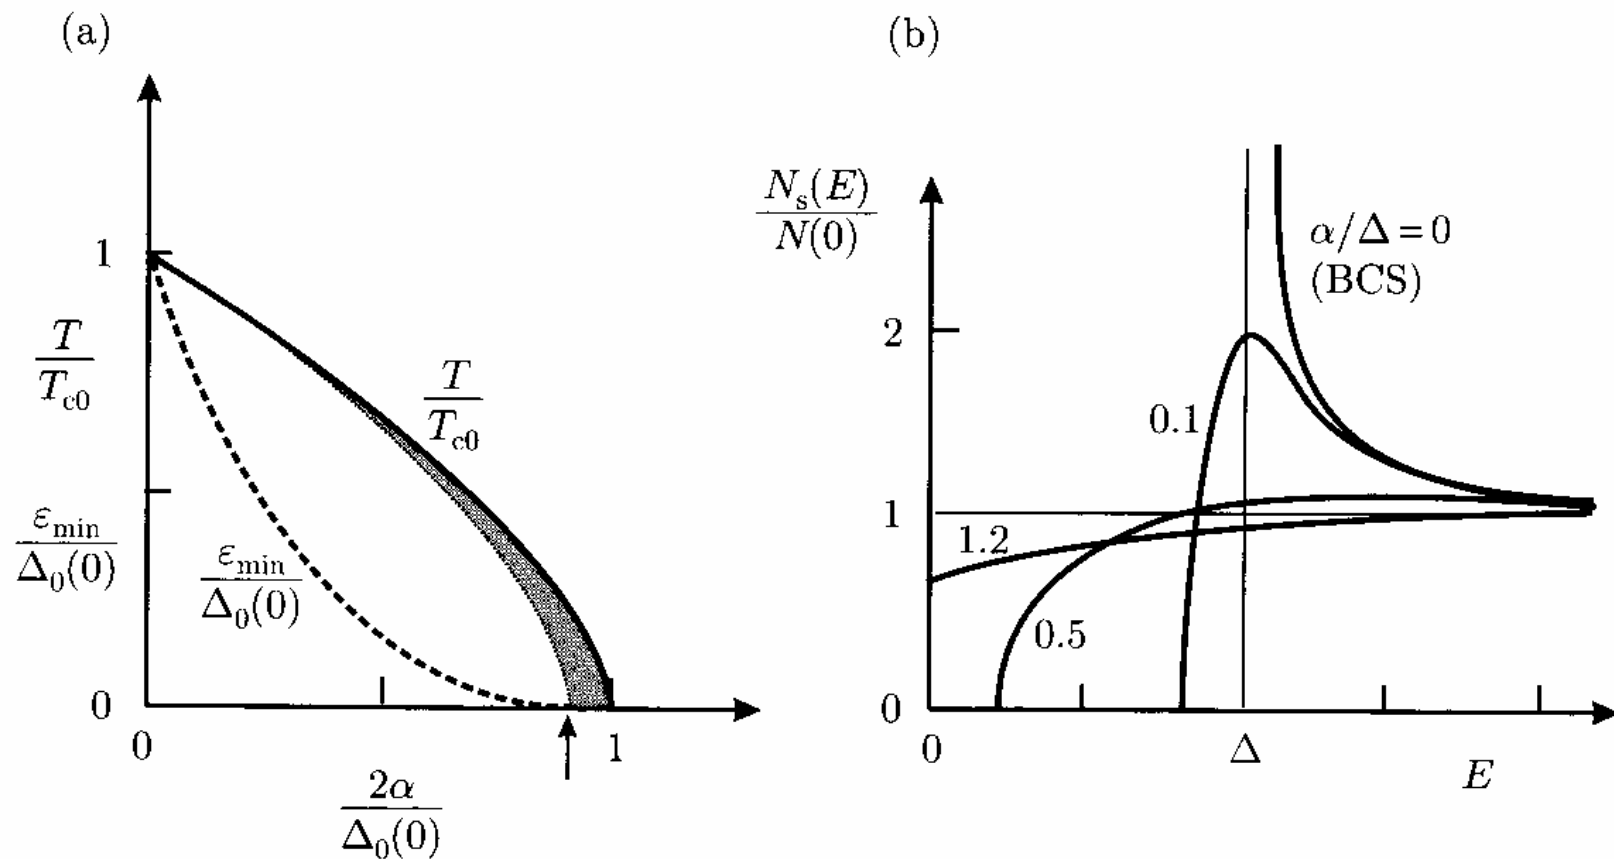 (a)
1
T
T_c0
T
T_c0
ε_min
Δ_0(0)
ε_min
Δ_0(0)
0
0
1
2α
Δ_0(0)
(b)
N_s(E)
N(0)
α/Δ=0
(BCS)
2
0.1
1
1.2
0.5
0
0
Δ
E